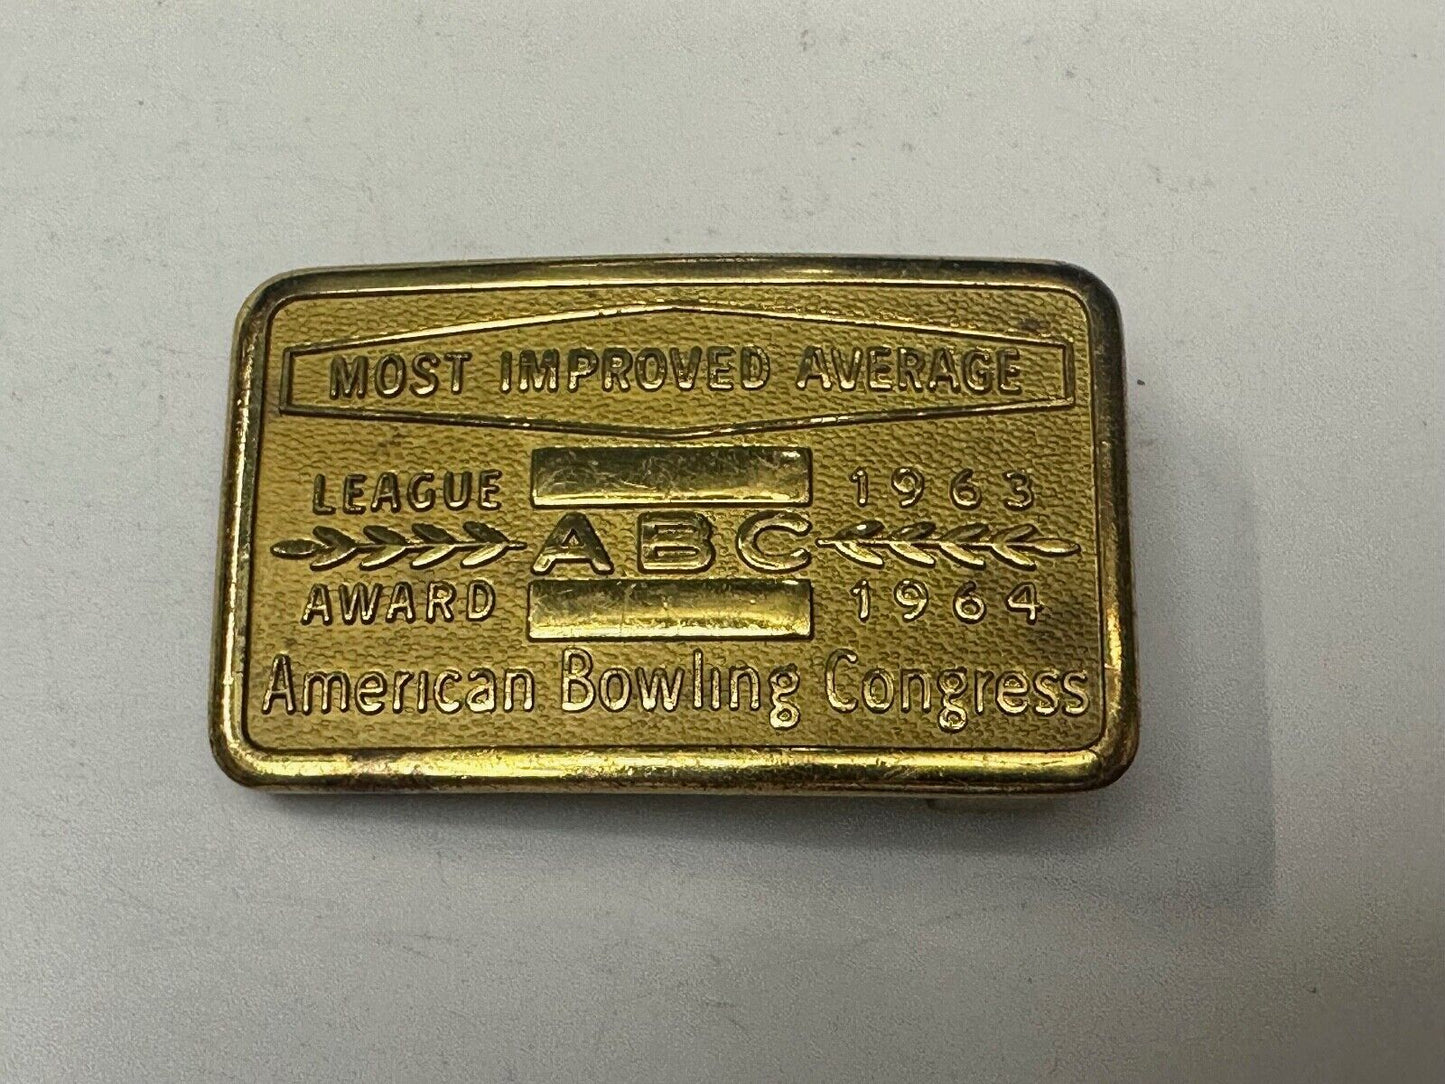 MOST IMPROVED AVERAGE
LEAGUE 1963
ABC
AWARD 1964
American Bowling Congress